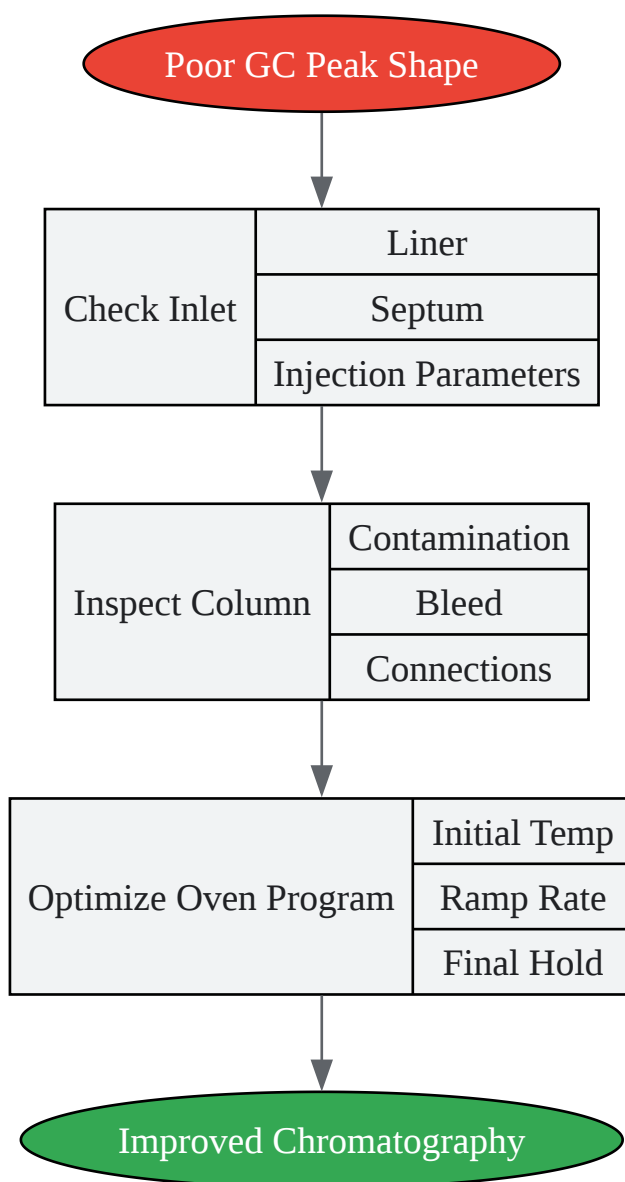 Poor GC Peak Shape
Check Inlet
Liner
Septum
Injection Parameters
Inspect Column
Contamination
Bleed
Connections
Optimize Oven Program
Initial Temp
Ramp Rate
Final Hold
Improved Chromatography